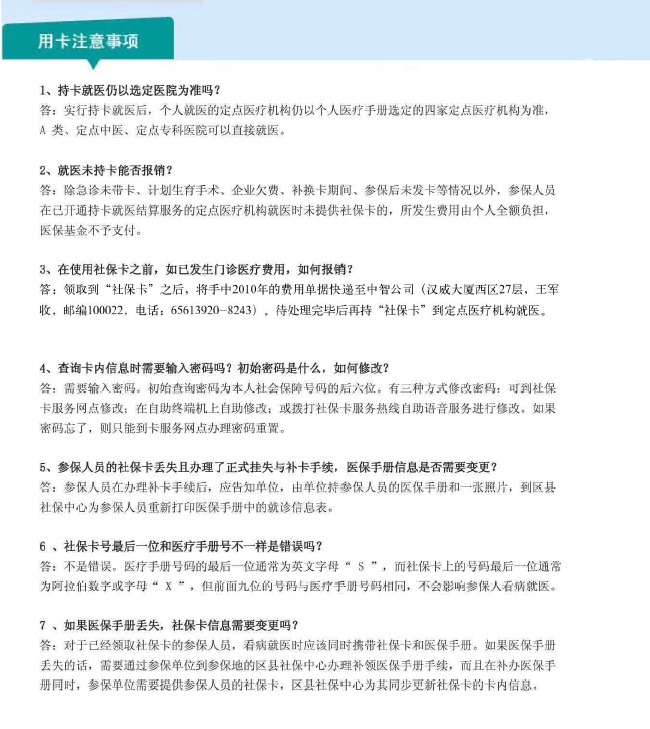 用卡注意事项
1、持卡就医仍以选定医院为准吗？
答：实行持卡就医后，个人就医的定点医疗机构仍以个人医疗手册选定的四家定点医疗机构为准，
A 类、定点中医、定点专科医院可以直接就医。
2、就医未持卡能否报销？
答：除急诊未带卡、计划生育手术、企业欠费、补换卡期间、参保后未发卡等情况以外，参保人员
在已开通持卡就医结算服务的定点医疗机构就医时未提供社保卡的，所发生费用由个人全额负担，
医保基金不予支付。
3、在使用社保卡之前，如已发生门诊医疗费用，如何报销？
答：领取到“社保卡”之后，将手中2010年的费用单据快递至中智公司（汉威大厦西区27层，王军
收，邮编100022，电话：65613920-8243）。待处理完毕后再持“社保卡”到定点医疗机构就医。
4、查询卡内信息时需要输入密码吗？初始密码是什么，如何修改？
答：需要输入密码。初始查询密码为本人社会保障号码的后六位。有三种方式修改密码：可到社保
卡服务网点修改；在自助终端机上自助修改；或拨打社保卡服务热线自助语音服务进行修改。如果
密码忘了，则只能到卡服务网点办理密码重置。
5、参保人员的社保卡丢失且办理了正式挂失与补卡手续，医保手册信息是否需要变更？
答：参保人员在办理补卡手续后，应告知单位，由单位持参保人员的医保手册和一张照片，到区县
社保中心为参保人员重新打印医保手册中的就诊信息表。
6 、社保卡号最后一位和医疗手册号不一样是错误吗？
答：不是错误。医疗手册号码的最后一位通常为英文字母“ S ”，而社保卡上的号码最后一位通常
为阿拉伯数字或字母“ X ”，但前面九位的号码与医疗手册号码相同，不会影响参保人看病就医。
7 、如果医保手册丢失，社保卡信息需要变更吗？
答：对于已经领取社保卡的参保人员，看病就医时应该同时携带社保卡和医保手册。如果医保手册
丢失的话，需要通过参保单位到参保地的区县社保中心办理补领医保手册手续，而且在补办医保手
册同时，参保单位需要提供参保人员的社保卡，区县社保中心为其同步更新社保卡的卡内信息。